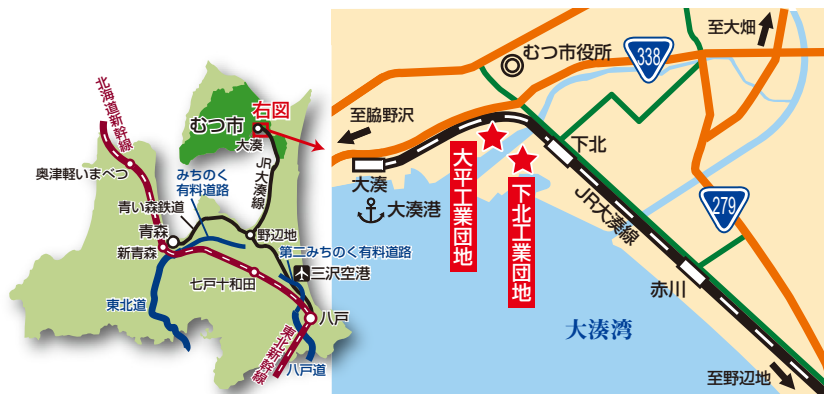 北海道新幹線
むつ市
右図
大湊
JR大湊線
奥津軽いまべつ
みちのく
有料道路
青い森鉄道
青森
新青森
野辺地
第二みちのく有料道路
三沢空港
七戸十和田
東北道
八戸
東北新幹線
八戸道
至大畑
むつ市役所
338
至脇野沢
下北
大湊
大湊港
大平工業団地
下北工業団地
JR大湊線
279
赤川
大湊湾
至野辺地